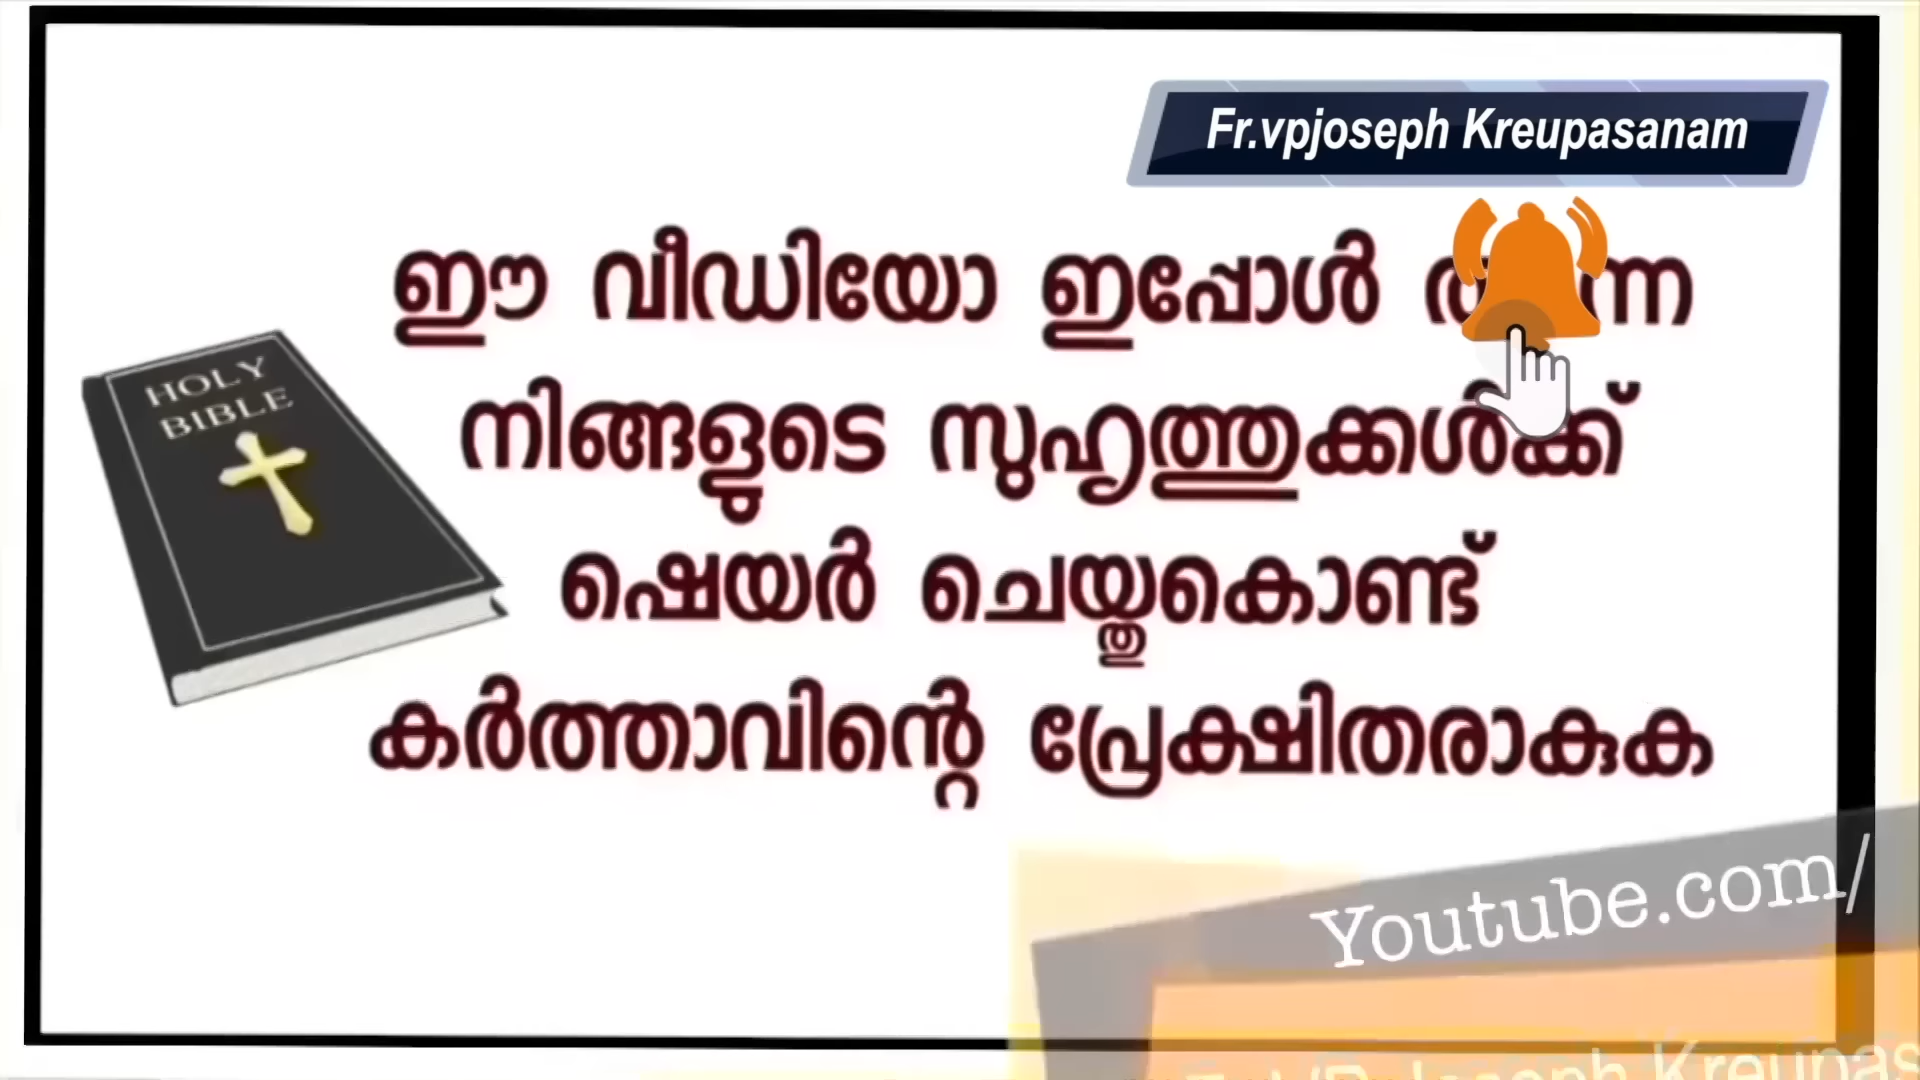 Fr.vpjoseph Kreupasanam
ഈ വീഡിയോ ഇപ്പോൾ
HOLY
BIBLE
നിങ്ങളുടെ സുഹൃത്തുക്കൾക്ക്
ഷെയർ ചെയ്തുകൊണ്ട്
കർത്താവിന്റെ പ്രേക്ഷിതരാകുക
Youtube.com/